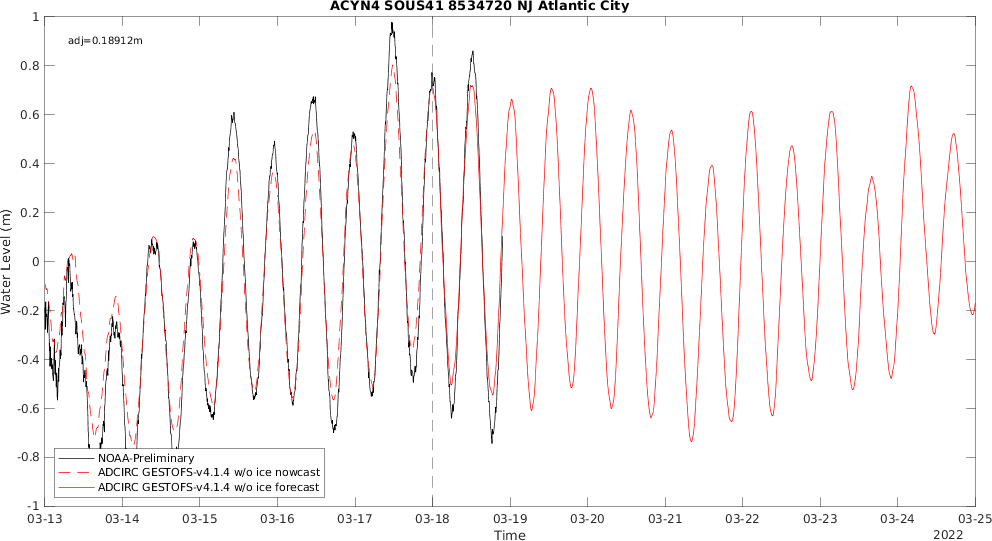 ACYN4 SOUS41 8534720 NJ Atlantic City
adj=0.18912m
1
0.8
0.6
0.4
0.2
0
-0.2
-0.4
-0.6
-0.8
-1
Water Level (m)
NOAA-Preliminary
ADCIRC GESTOFS-v4.1.4 w/o ice nowcast
ADCIRC GESTOFS-v4.1.4 w/o ice forecast
03-13 03-14 03-15 03-16 03-17 03-18 03-19 03-20 03-21 03-22 03-23 03-24 03-25
Time
2022